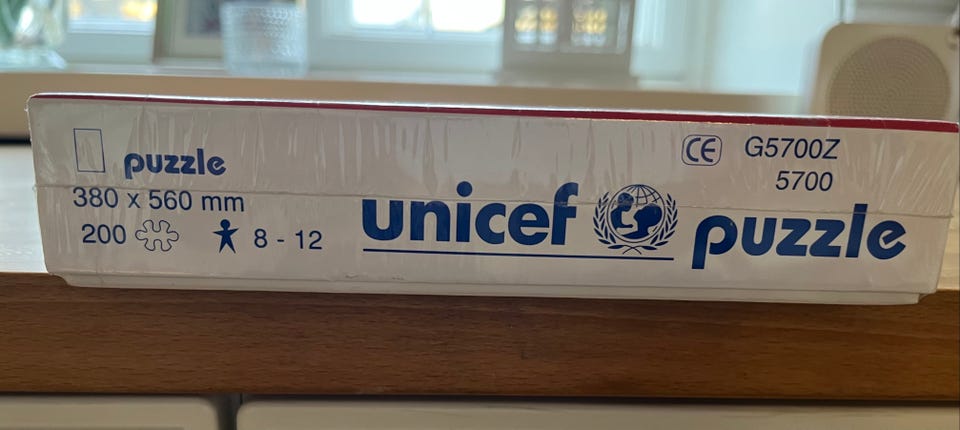 puzzle
380 x 560 mm
200
8 - 12
unicef puzzle
CE G5700Z
5700